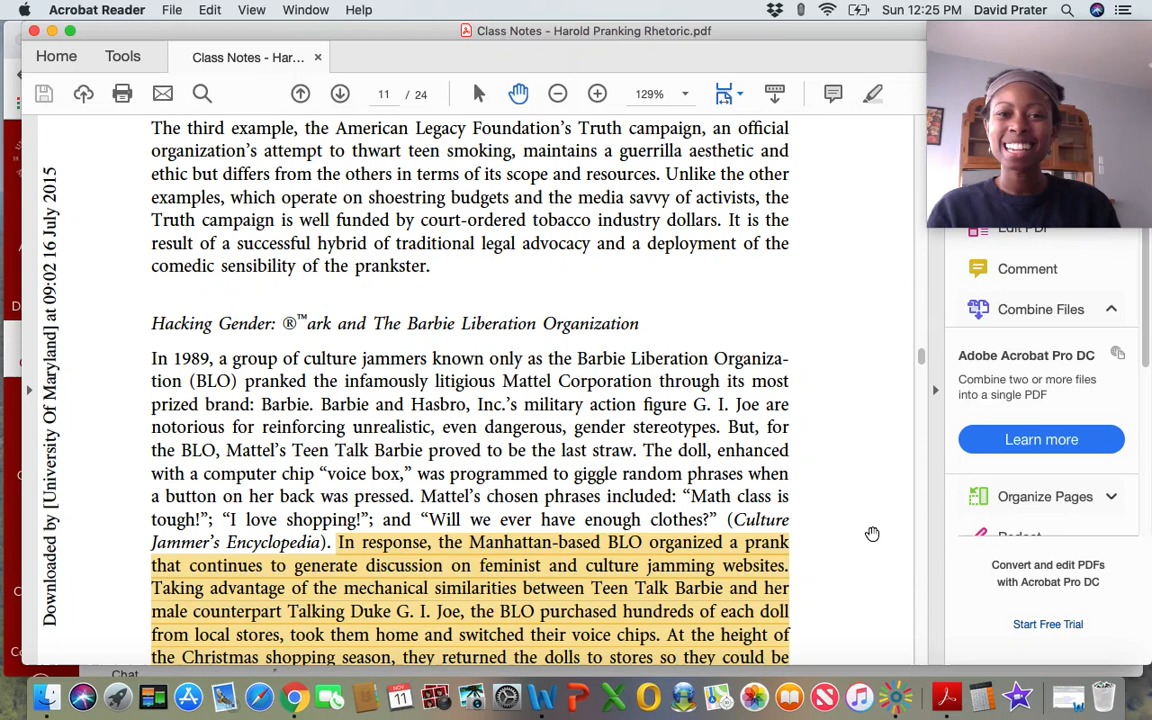 Acrobat Reader File Edit View Window Help Sun 12:25 PM David Prater
Class Notes - Harold Pranking Rhetoric.pdf
Home Tools Class Notes - Har... ×
11 / 24 129%
The third example, the American Legacy Foundation's Truth campaign, an official
organization's attempt to thwart teen smoking, maintains a guerrilla aesthetic and
ethic but differs from the others in terms of its scope and resources. Unlike the other
examples, which operate on shoestring budgets and the media savvy of activists, the
Truth campaign is well funded by court-ordered tobacco industry dollars. It is the
result of a successful hybrid of traditional legal advocacy and a deployment of the
comedic sensibility of the prankster.
Hacking Gender: ®™ark and The Barbie Liberation Organization
In 1989, a group of culture jammers known only as the Barbie Liberation Organiza-
tion (BLO) pranked the infamously litigious Mattel Corporation through its most
prized brand: Barbie. Barbie and Hasbro, Inc.'s military action figure G. I. Joe are
notorious for reinforcing unrealistic, even dangerous, gender stereotypes. But, for
the BLO, Mattel's Teen Talk Barbie proved to be the last straw. The doll, enhanced
with a computer chip "voice box," was programmed to giggle random phrases when
a button on her back was pressed. Mattel's chosen phrases included: "Math class is
tough!"; "I love shopping!"; and "Will we ever have enough clothes?" (Culture
Jammer's Encyclopedia). In response, the Manhattan-based BLO organized a prank
that continues to generate discussion on feminist and culture jamming websites.
Taking advantage of the mechanical similarities between Teen Talk Barbie and her
male counterpart Talking Duke G. I. Joe, the BLO purchased hundreds of each doll
from local stores, took them home and switched their voice chips. At the height of
the Christmas shopping season, they returned the dolls to stores so they could be
Downloaded by [University Of Maryland] at 09:02 16 July 2015
Edit PDF
Comment
Combine Files
Adobe Acrobat Pro DC
Combine two or more files
into a single PDF
Learn more
Organize Pages
Redact
Convert and edit PDFs
with Acrobat Pro DC
Start Free Trial
Chat
NOV
11